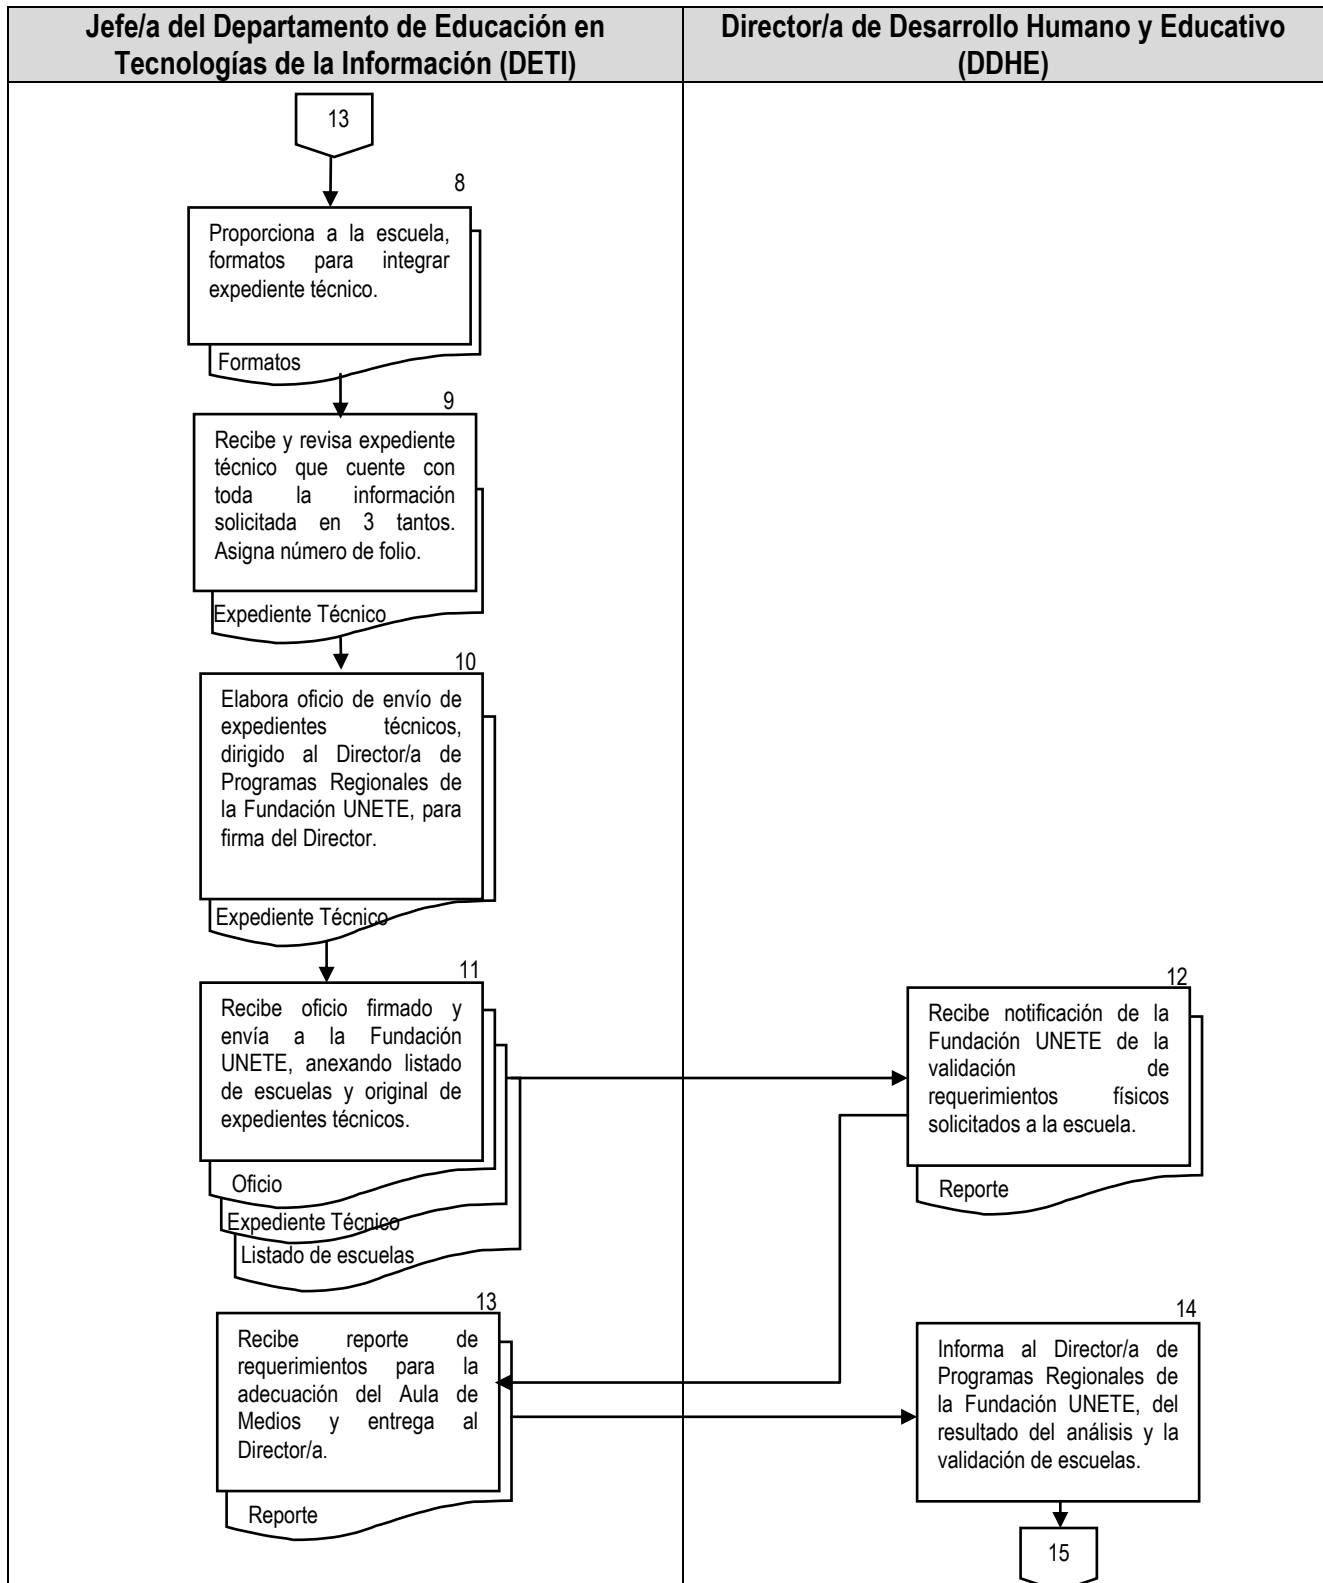 Jefe/a del Departamento de Educación en
Tecnologías de la Información (DETI)
Director/a de Desarrollo Humano y Educativo
(DDHE)
13
8
Proporciona a la escuela,
formatos para integrar
expediente técnico.
Formatos
9
Recibe y revisa expediente
técnico que cuente con
toda la información
solicitada en 3 tantos.
Asigna número de folio.
Expediente Técnico
10
Elabora oficio de envío de
expedientes técnicos,
dirigido al Director/a de
Programas Regionales de
la Fundación UNETE, para
firma del Director.
Expediente Técnico
11
Recibe oficio firmado y
envía a la Fundación
UNETE, anexando listado
de escuelas y original de
expedientes técnicos.
Oficio
Expediente Técnico
Listado de escuelas
12
Recibe notificación de la
Fundación UNETE de la
validación de
requerimientos físicos
solicitados a la escuela.
Reporte
13
Recibe reporte de
requerimientos para la
adecuación del Aula de
Medios y entrega al
Director/a.
Reporte
14
Informa al Director/a de
Programas Regionales de
la Fundación UNETE, del
resultado del análisis y la
validación de escuelas.
15